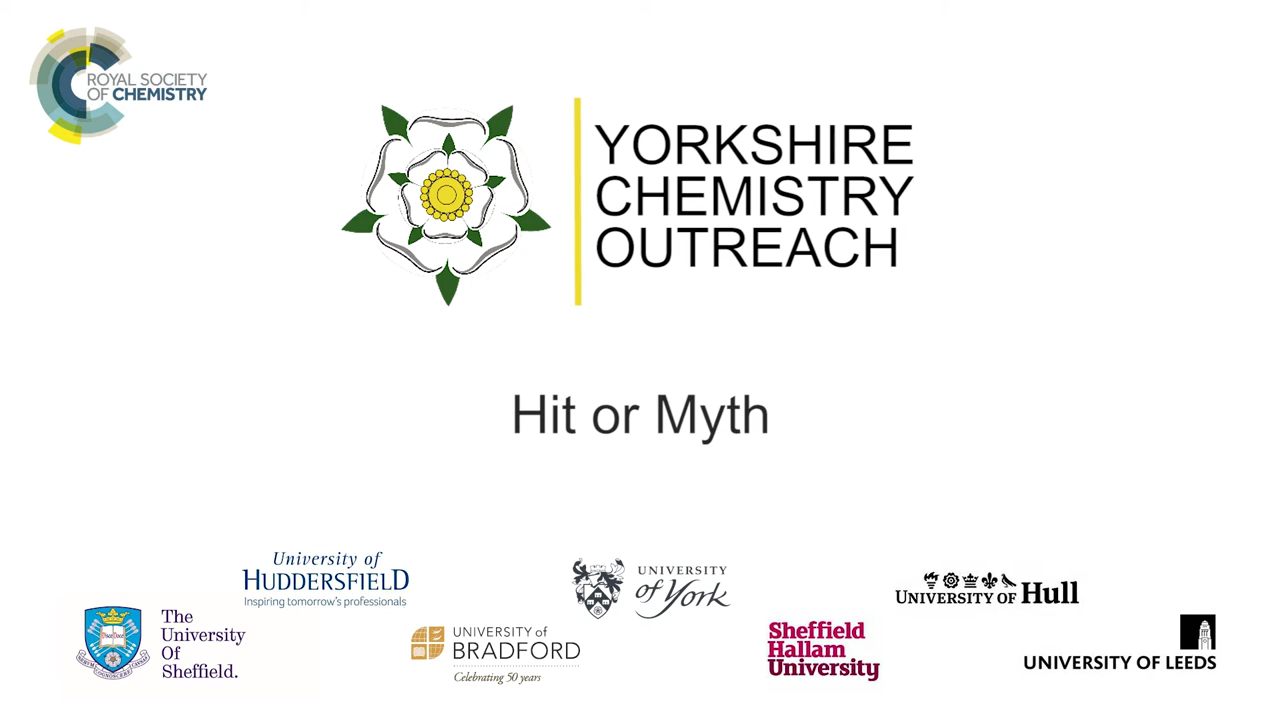 ROYAL SOCIETY
OF CHEMISTRY
YORKSHIRE
CHEMISTRY
OUTREACH
Hit or Myth
University of
HUDDERSFIELD
Inspiring tomorrow's professionals
UNIVERSITY
of York
UNIVERSITY OF Hull
The
University
Of
Sheffield.
UNIVERSITY of
BRADFORD
Celebrating 50 years
Sheffield
Hallam
University
UNIVERSITY OF LEEDS